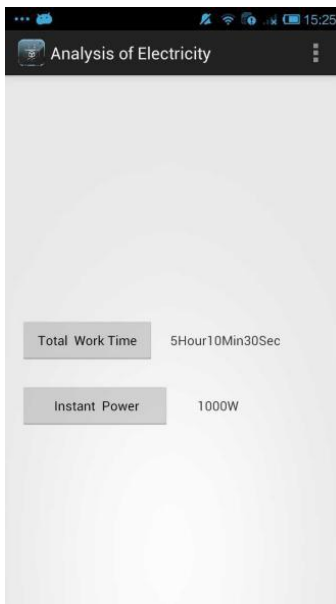 15:25
Analysis of Electricity
Total Work Time 5Hour10Min30Sec
Instant Power 1000W